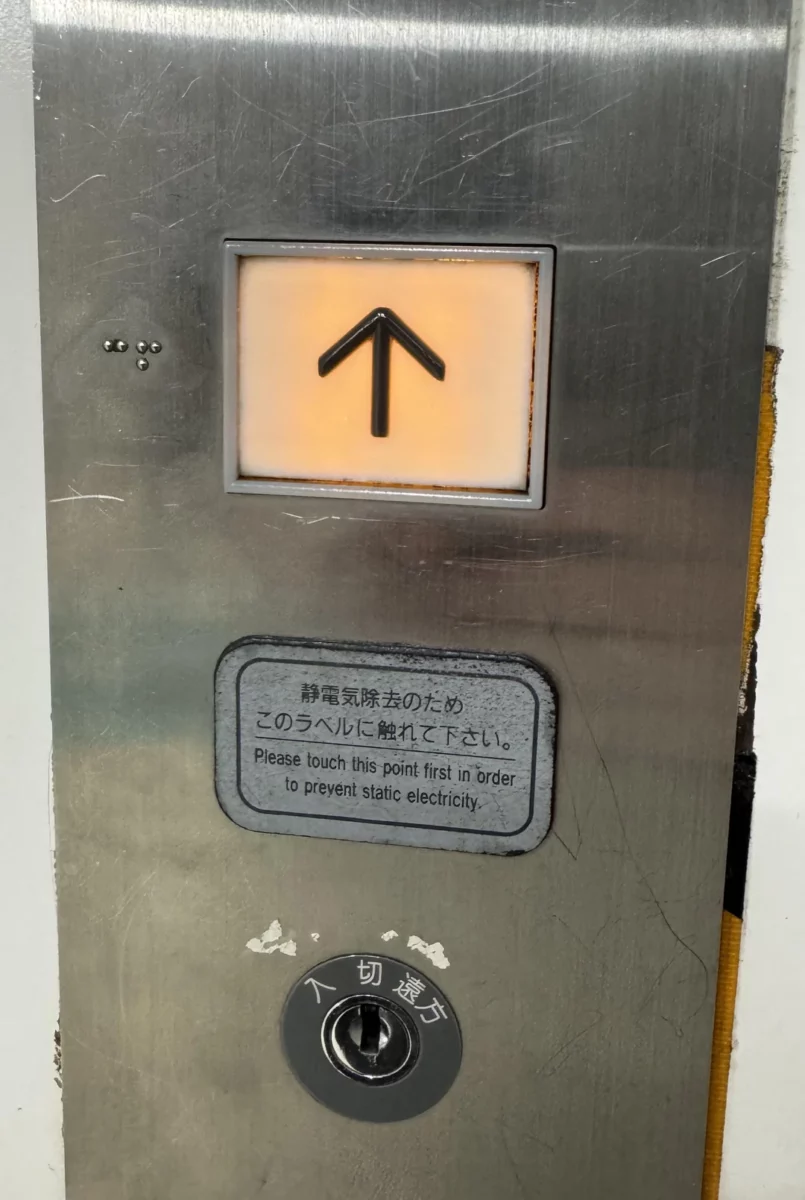 ⠉⠋
静電気除去のため
このラベルに触れて下さい。
Please touch this point first in order
to prevent static electricity.
入 切 遠方